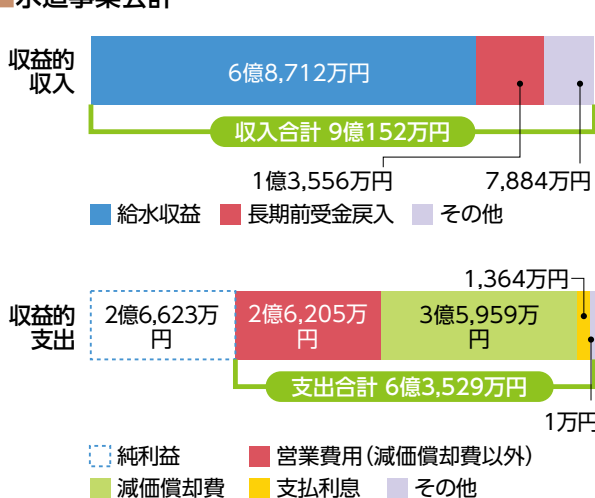 収益的
収入
6億8,712万円
収入合計 9億152万円
1億3,556万円
7,884万円
給水収益 長期前受金戻入 その他
1,364万円
収益的
支出
2億6,623万
円
2億6,205万
円
3億5,959万
円
支出合計 6億3,529万円
1万円
純利益 営業費用(減価償却費以外)
減価償却費 支払利息 その他